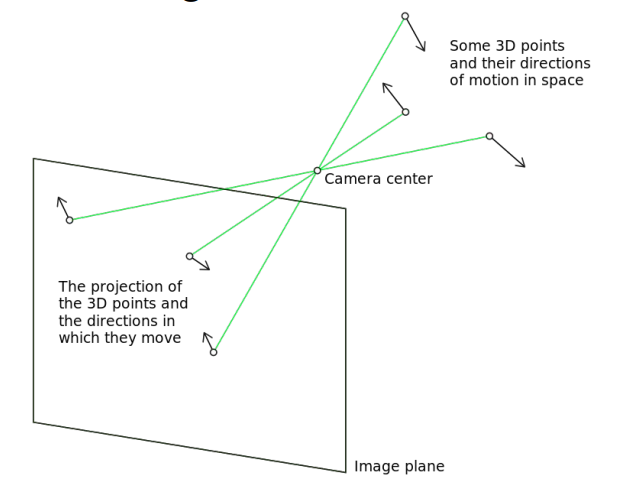 Some 3D points
and their directions
of motion in space
Camera center
The projection of
the 3D points and
the directions in
which they move
Image plane